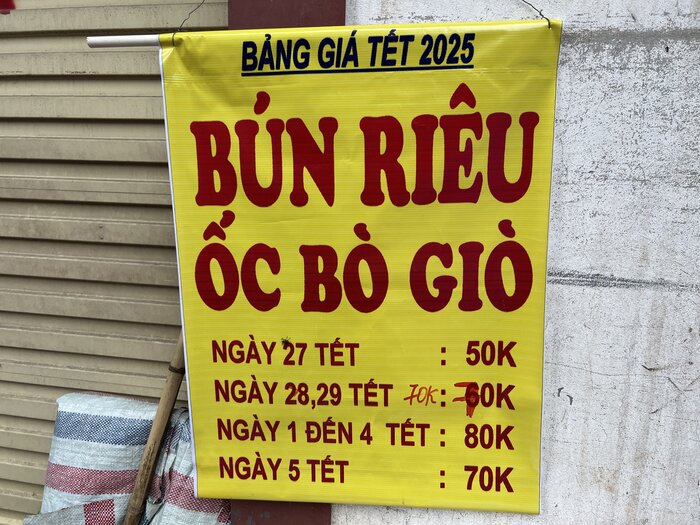 BẢNG GIÁ TẾT 2025
BÚN RIÊU
ỐC BÒ GIÒ
NGÀY 27 TẾT : 50K
NGÀY 28,29 TẾT 70K : 60K
NGÀY 1 ĐẾN 4 TẾT : 80K
NGÀY 5 TẾT : 70K